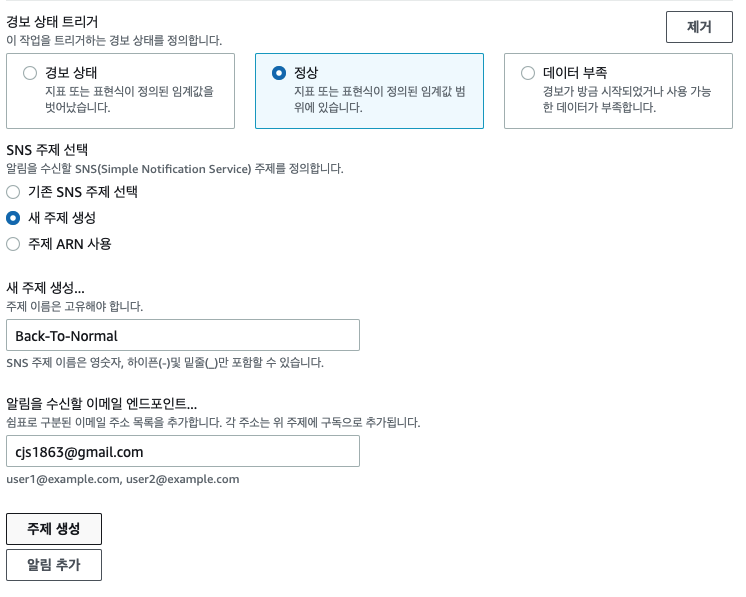 경보 상태 트리거
제거
이 작업을 트리거하는 경보 상태를 정의합니다.
경보 상태
지표 또는 표현식이 정의된 임계값을
벗어났습니다.
정상
지표 또는 표현식이 정의된 임계값 범
위에 있습니다.
데이터 부족
경보가 방금 시작되었거나 사용 가능
한 데이터가 부족합니다.
SNS 주제 선택
알림을 수신할 SNS(Simple Notification Service) 주제를 정의합니다.
기존 SNS 주제 선택
새 주제 생성
주제 ARN 사용
새 주제 생성...
주제 이름은 고유해야 합니다.
Back-To-Normal
SNS 주제 이름은 영숫자, 하이픈(-)및 밑줄(_)만 포함할 수 있습니다.
알림을 수신할 이메일 엔드포인트...
쉼표로 구분된 이메일 주소 목록을 추가합니다. 각 주소는 위 주제에 구독으로 추가됩니다.
cjs1863@gmail.com
user1@example.com, user2@example.com
주제 생성
알림 추가